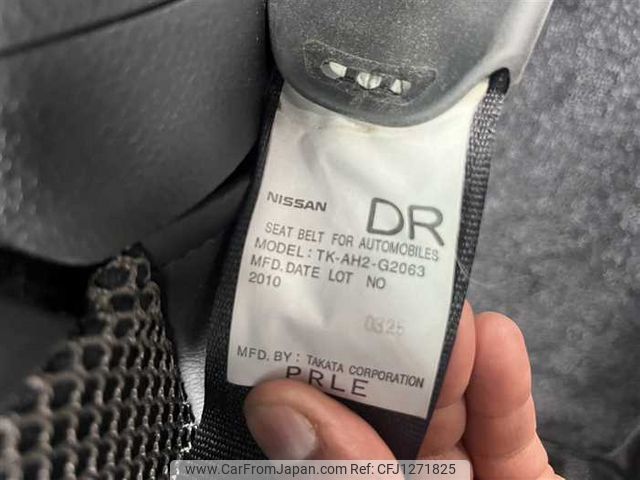 NISSAN DR
SEAT BELT FOR AUTOMOBILES
MODEL: TK-AH2-G2063
MFD.DATE LOT NO
2010
0325
MFD. BY: TAKATA CORPORATION
PRLE
www.CarFromJapan.com ID: CFJ1271825